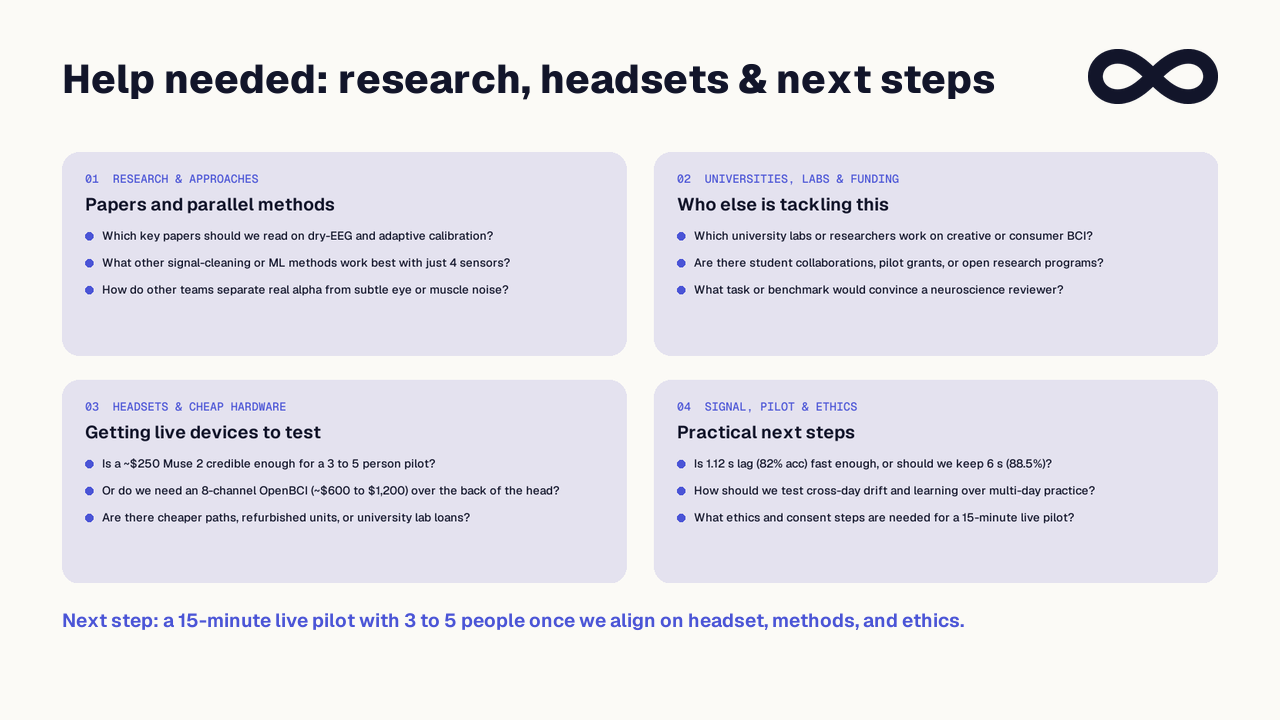 Help needed: research, headsets & next steps
01 RESEARCH & APPROACHES
Papers and parallel methods
Which key papers should we read on dry-EEG and adaptive calibration?
What other signal-cleaning or ML methods work best with just 4 sensors?
How do other teams separate real alpha from subtle eye or muscle noise?
02 UNIVERSITIES, LABS & FUNDING
Who else is tackling this
Which university labs or researchers work on creative or consumer BCI?
Are there student collaborations, pilot grants, or open research programs?
What task or benchmark would convince a neuroscience reviewer?
03 HEADSETS & CHEAP HARDWARE
Getting live devices to test
Is a ~$250 Muse 2 credible enough for a 3 to 5 person pilot?
Or do we need an 8-channel OpenBCI (~$600 to $1,200) over the back of the head?
Are there cheaper paths, refurbished units, or university lab loans?
04 SIGNAL, PILOT & ETHICS
Practical next steps
Is 1.12 s lag (82% acc) fast enough, or should we keep 6 s (88.5%)?
How should we test cross-day drift and learning over multi-day practice?
What ethics and consent steps are needed for a 15-minute live pilot?
Next step: a 15-minute live pilot with 3 to 5 people once we align on headset, methods, and ethics.